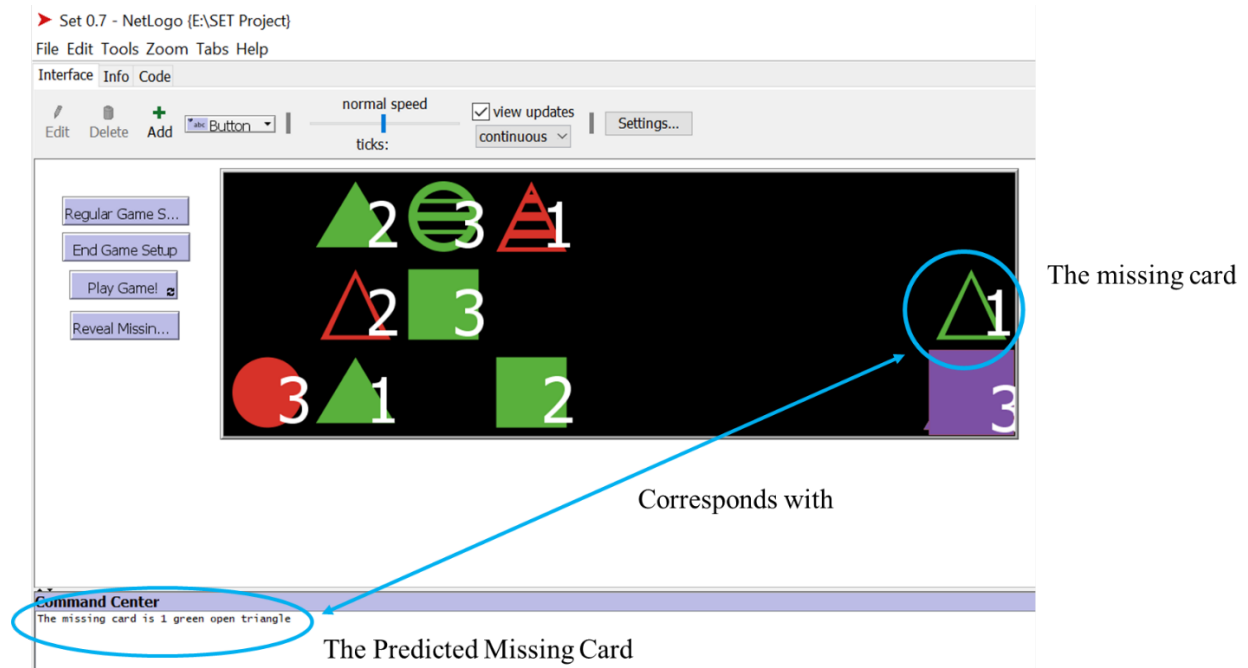 Set 0.7 - NetLogo {E:\SET Project}
File Edit Tools Zoom Tabs Help
Interface Info Code
Edit Delete Add abc Button normal speed ticks: view updates continuous Settings...
Regular Game S...
End Game Setup
Play Game!
Reveal Missin...
2 3 1
2 3 1
3 1 2 3
The missing card
Corresponds with
Command Center
The missing card is 1 green open triangle
The Predicted Missing Card